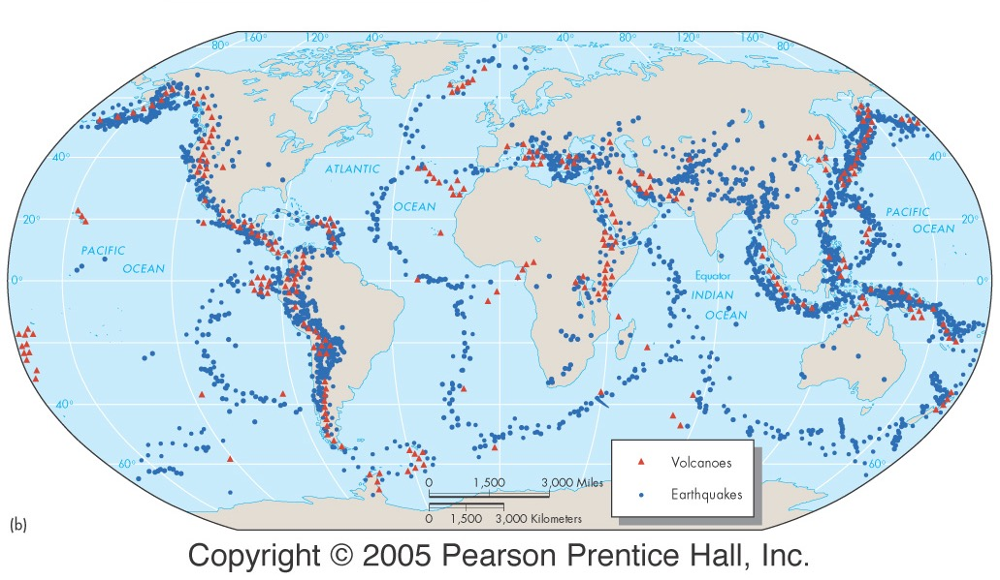 160° 120° 40° 0° 40° 80° 120° 160°
80° 80°
40° 40°
ATLANTIC
OCEAN
20° 20°
PACIFIC
OCEAN
PACIFIC
OCEAN
0° 0°
Equator
INDIAN
OCEAN
40°
60° 60°
Volcanoes
Earthquakes
0 1,500 3,000 Miles
0 1,500 3,000 Kilometers
(b)
Copyright © 2005 Pearson Prentice Hall, Inc.